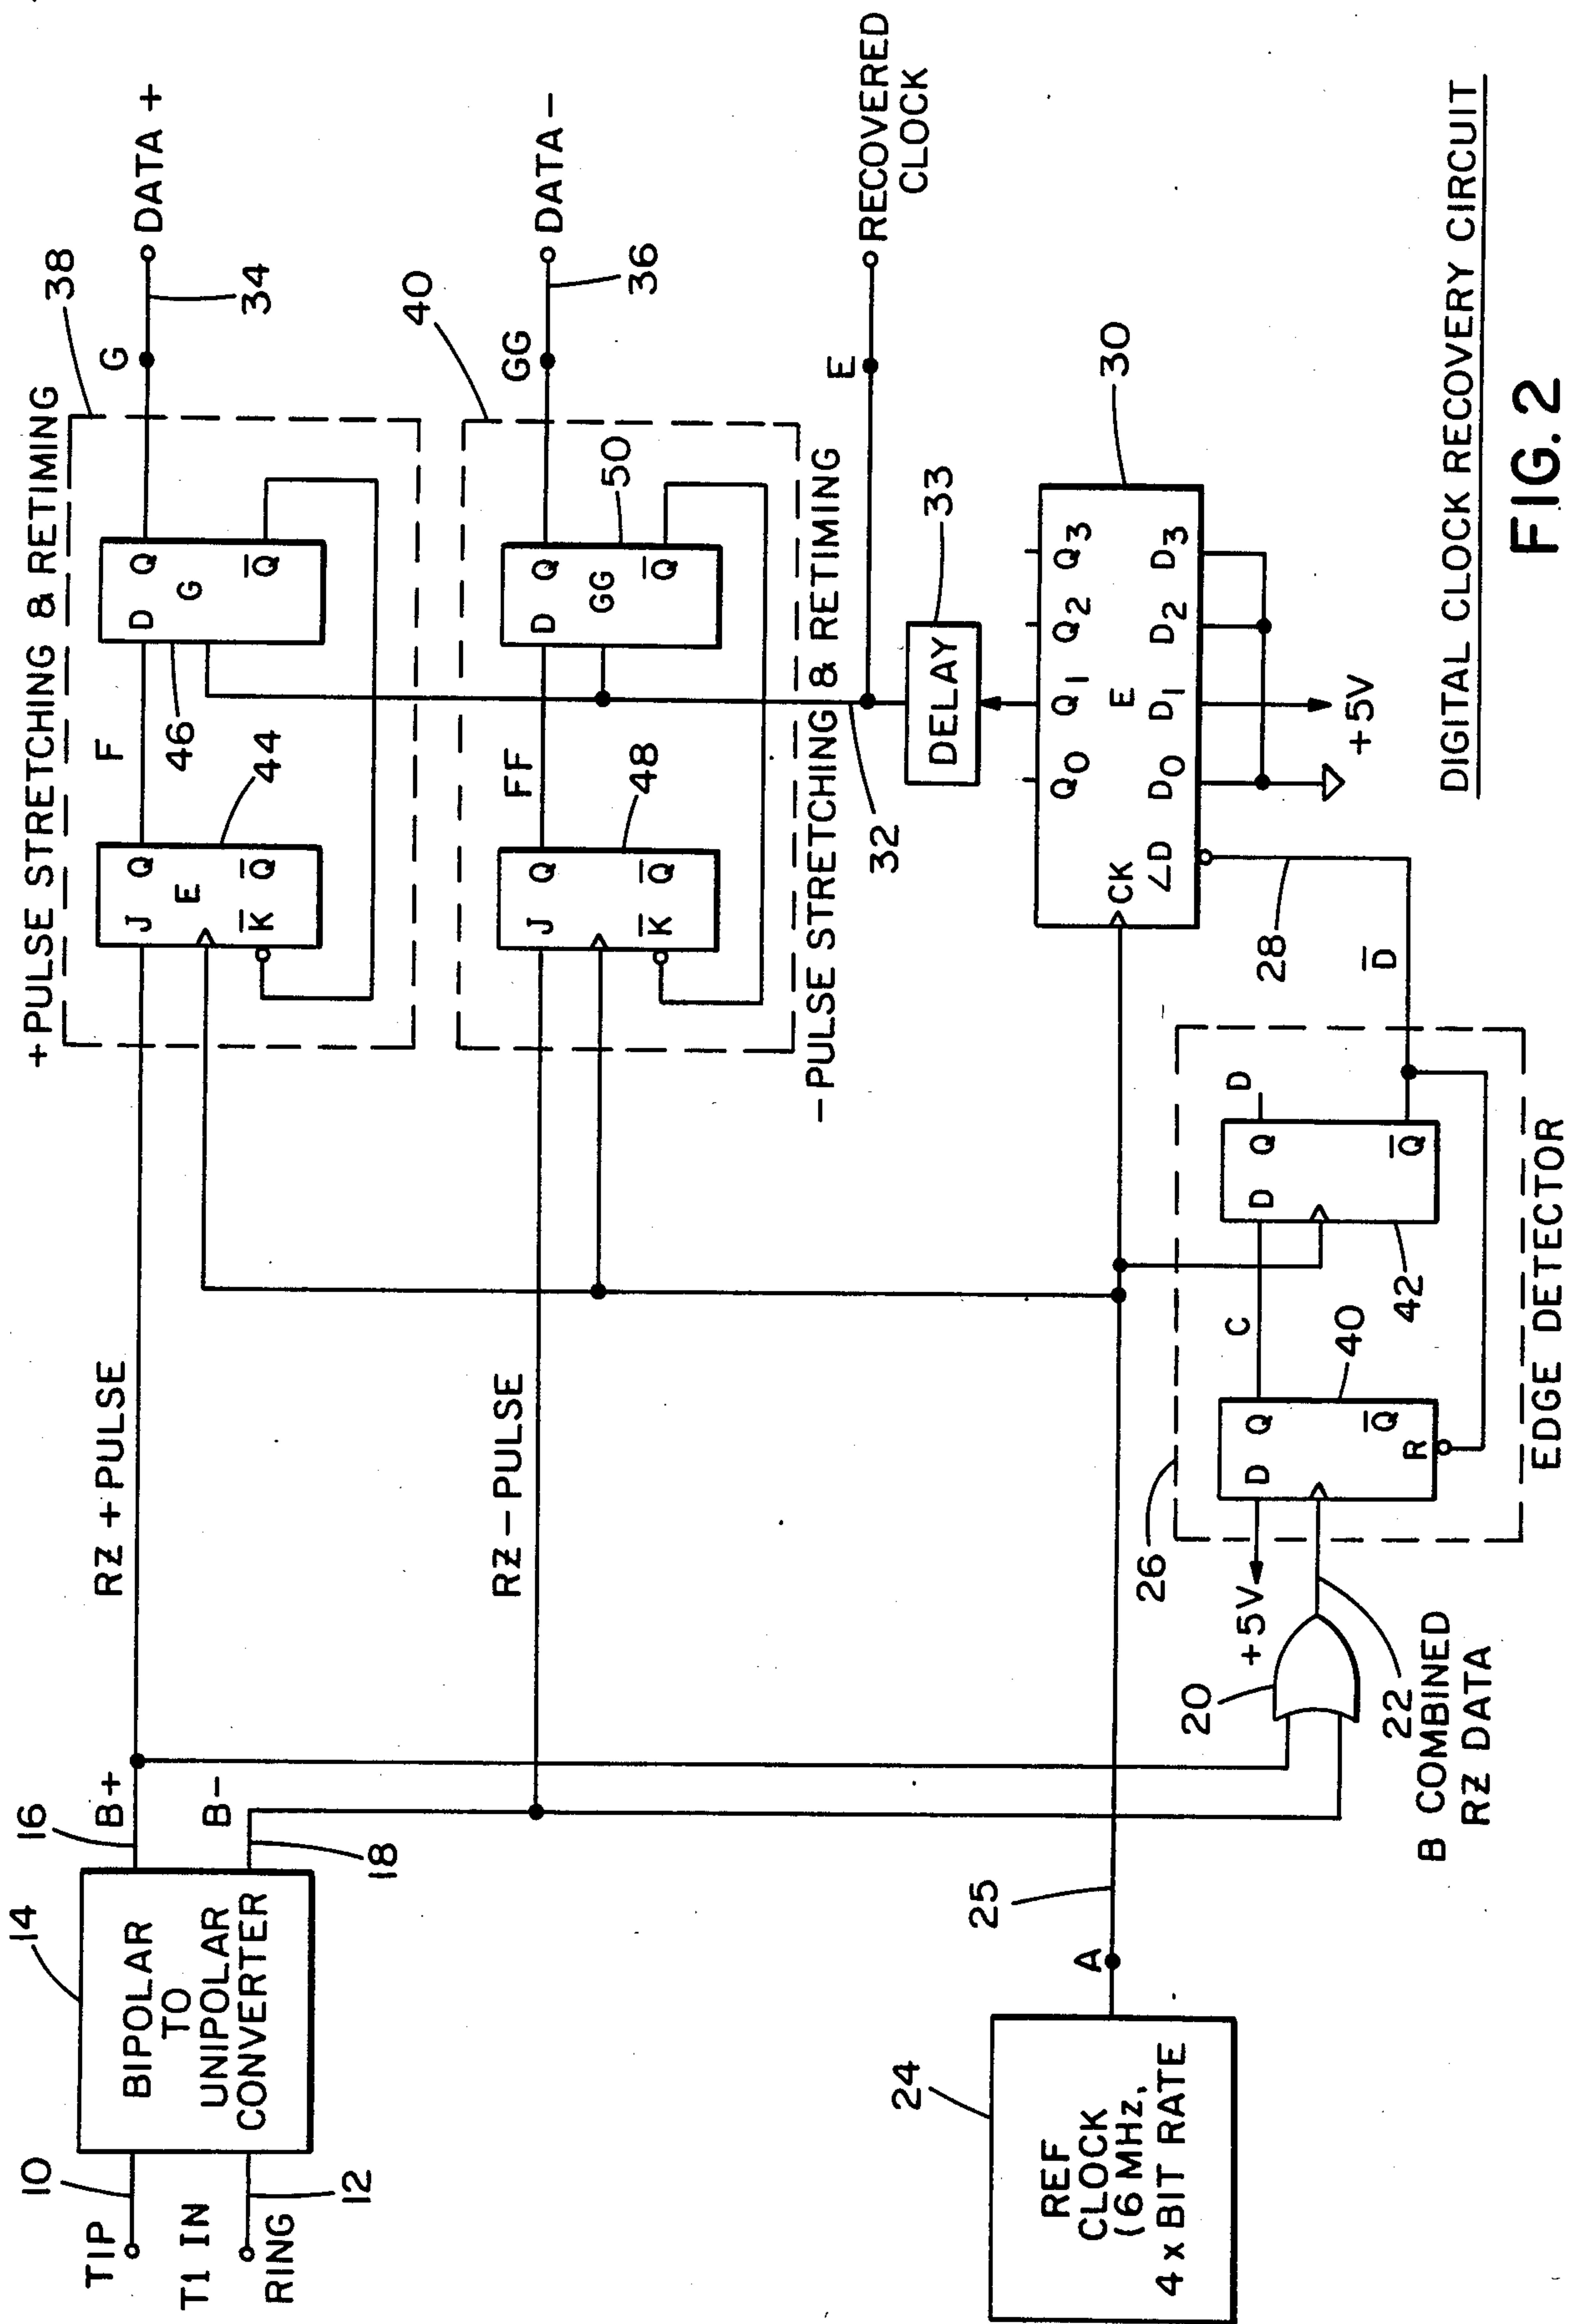 +PULSE STRETCHING & RETIMING
38
DATA +
34
G
D Q
G
Q̅
46
F
44
J Q
E
K̅ Q̅
RZ + PULSE
16
B+
B-
18
14
BIPOLAR
TO
UNIPOLAR
CONVERTER
10
TIP
T1 IN
RING
12
40
DATA -
36
GG
50
D Q
GG
Q̅
FF
48
J Q
K̅ Q̅
-PULSE STRETCHING & RETIMING
RZ - PULSE
RECOVERED
CLOCK
E
33
DELAY
32
30
Q0 Q1 Q2 Q3
E
CK
∠D D0 D1 D2 D3
+5V
28
D̅
24
REF
CLOCK
(6 MHz,
4 x BIT RATE
A
25
20
22
B COMBINED
RZ DATA
26
+5V
D Q
Q̅
R
40
C
D Q
Q̅
42
D
EDGE DETECTOR
DIGITAL CLOCK RECOVERY CIRCUIT
FIG. 2